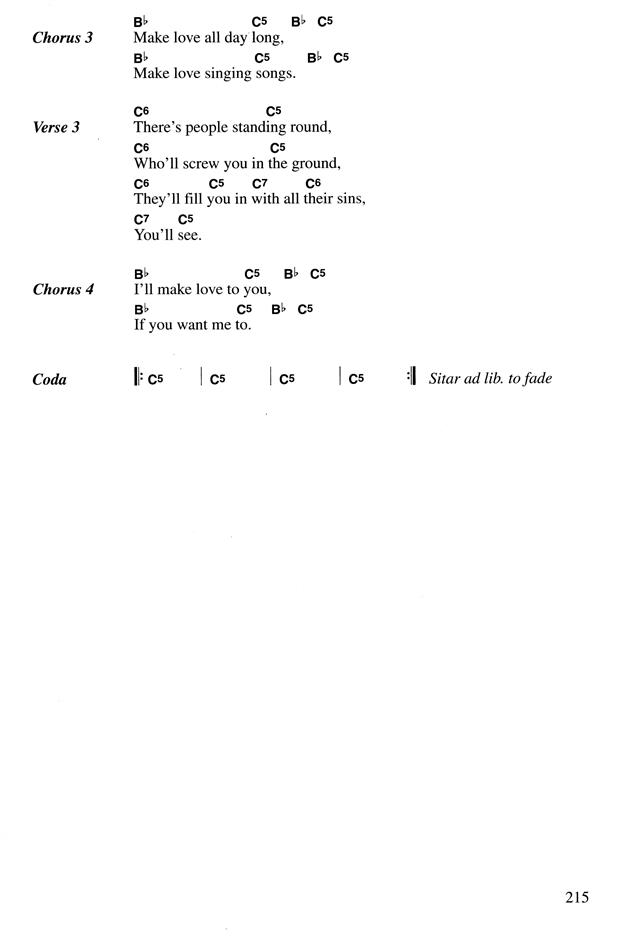 B♭ C5 B♭ C5
Chorus 3 Make love all day long,
B♭ C5 B♭ C5
Make love singing songs.
C6 C5
Verse 3 There's people standing round,
C6 C5
Who'll screw you in the ground,
C6 C5 C7 C6
They'll fill you in with all their sins,
C7 C5
You'll see.
B♭ C5 B♭ C5
Chorus 4 I'll make love to you,
B♭ C5 B♭ C5
If you want me to.
Coda 𝄆 C5 | C5 | C5 | C5 𝄇 Sitar ad lib. to fade
215